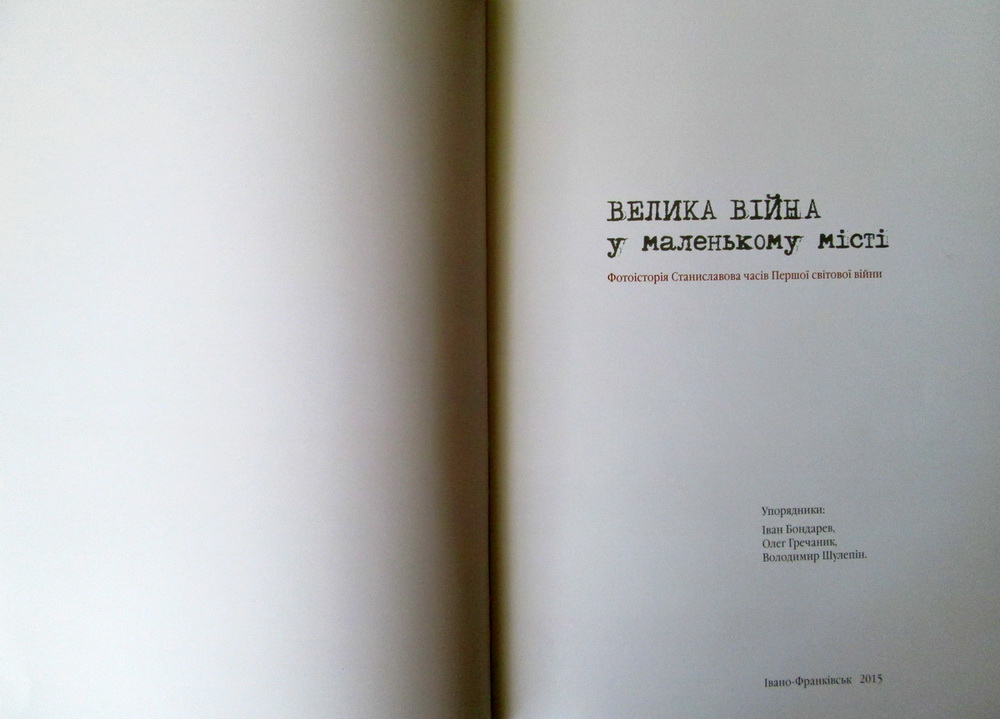 ВЕЛИКА ВІЙНА
у маленькому місті
Фотоісторія Станиславова часів Першої світової війни
Упорядники:
Іван Бондарев,
Олег Гречаник,
Володимир Шулепін.
Івано-Франківськ 2015